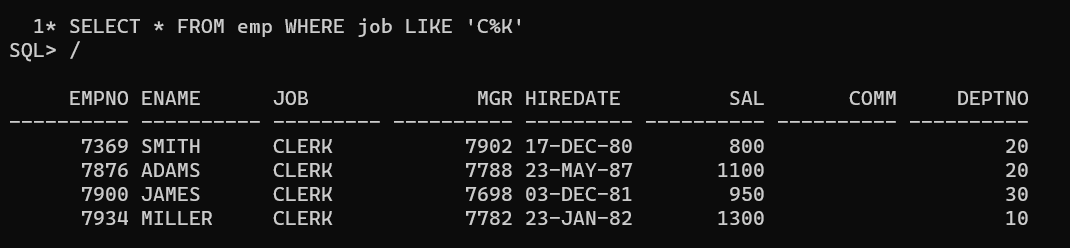 1* SELECT * FROM emp WHERE job LIKE 'C%K'
SQL> /
     EMPNO ENAME      JOB              MGR HIREDATE         SAL       COMM     DEPTNO
---------- ---------- --------- ---------- --------- ---------- ---------- ----------
      7369 SMITH      CLERK           7902 17-DEC-80        800                    20
      7876 ADAMS      CLERK           7788 23-MAY-87       1100                    20
      7900 JAMES      CLERK           7698 03-DEC-81        950                    30
      7934 MILLER     CLERK           7782 23-JAN-82       1300                    10